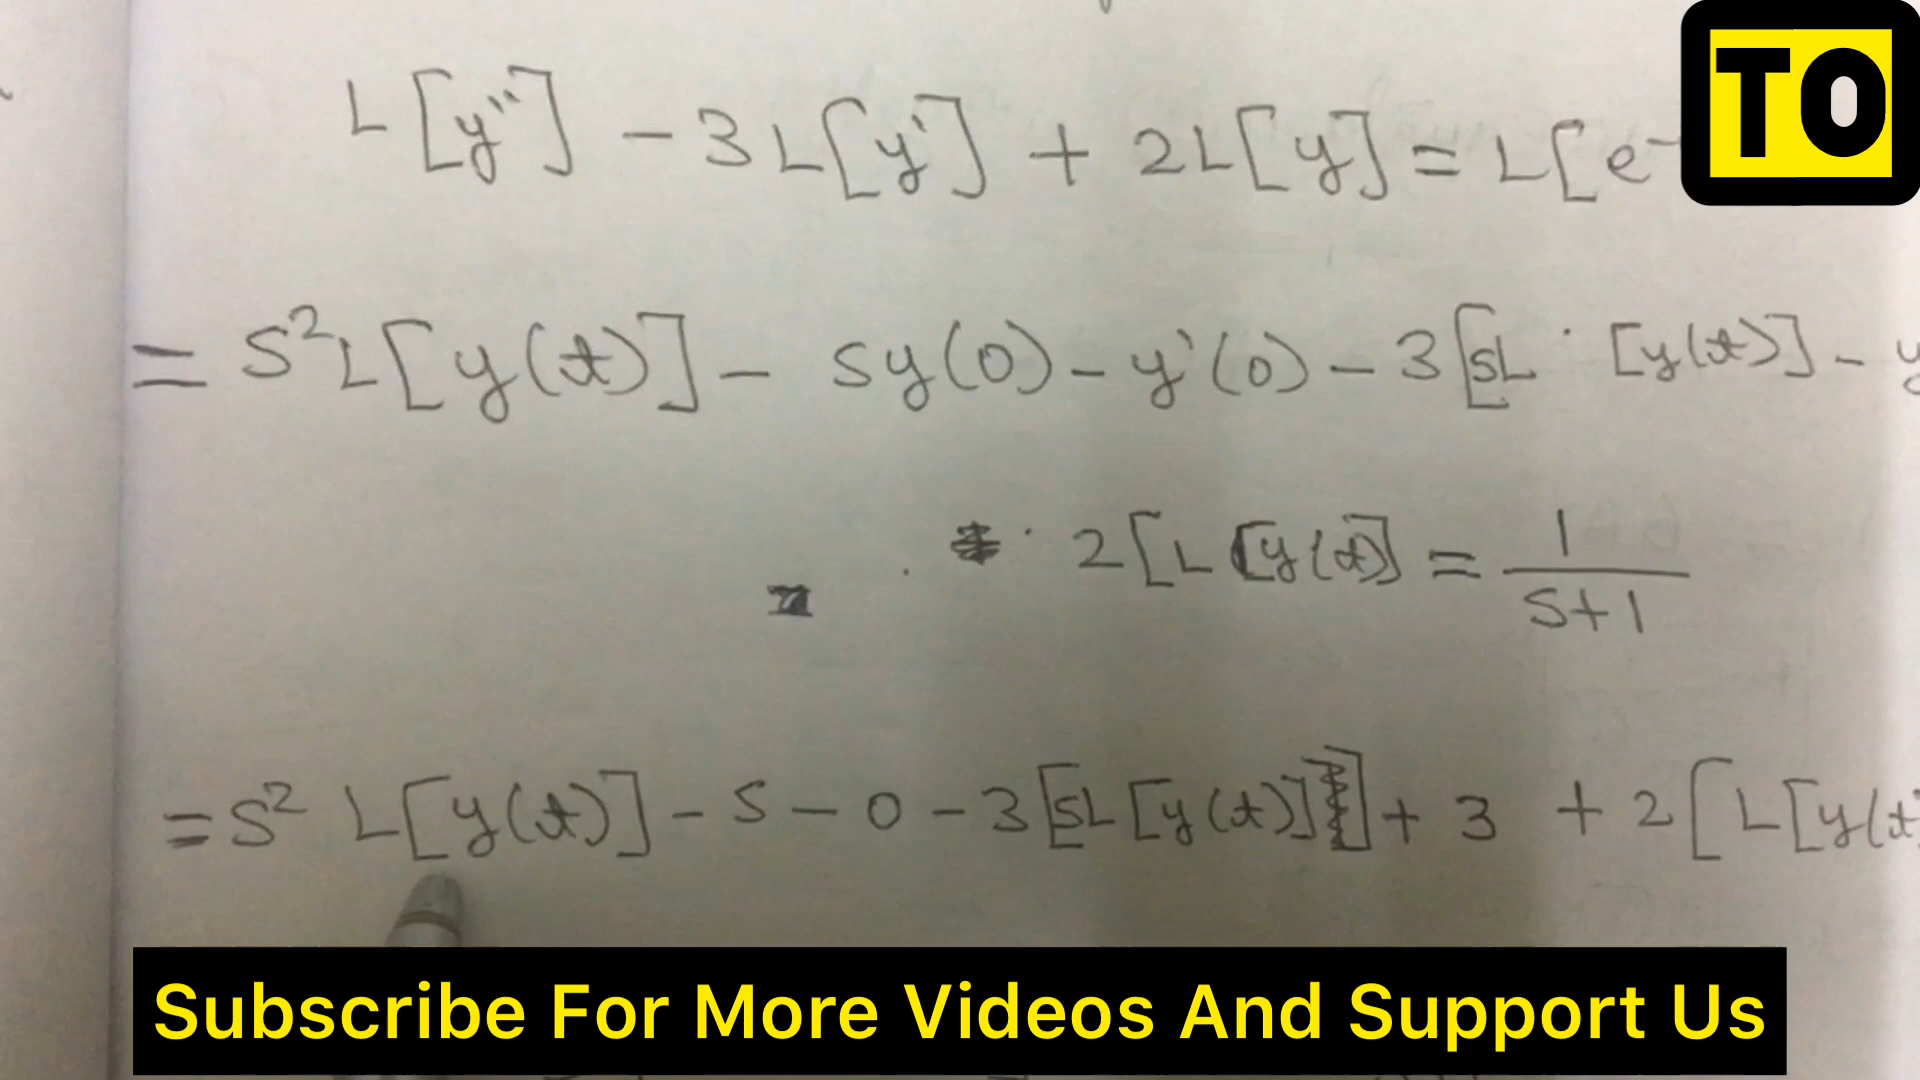 TO
L[y''] - 3L[y'] + 2L[y] = L[e-
= S²L[y(t)] - sy(0) - y'(0) - 3[SL [y(t)] - y
2[L [y(t)] = 1/(S+1)
= S² L[y(t)] - S - 0 - 3[SL[y(t)]] + 3 + 2[L[y(t
Subscribe For More Videos And Support Us